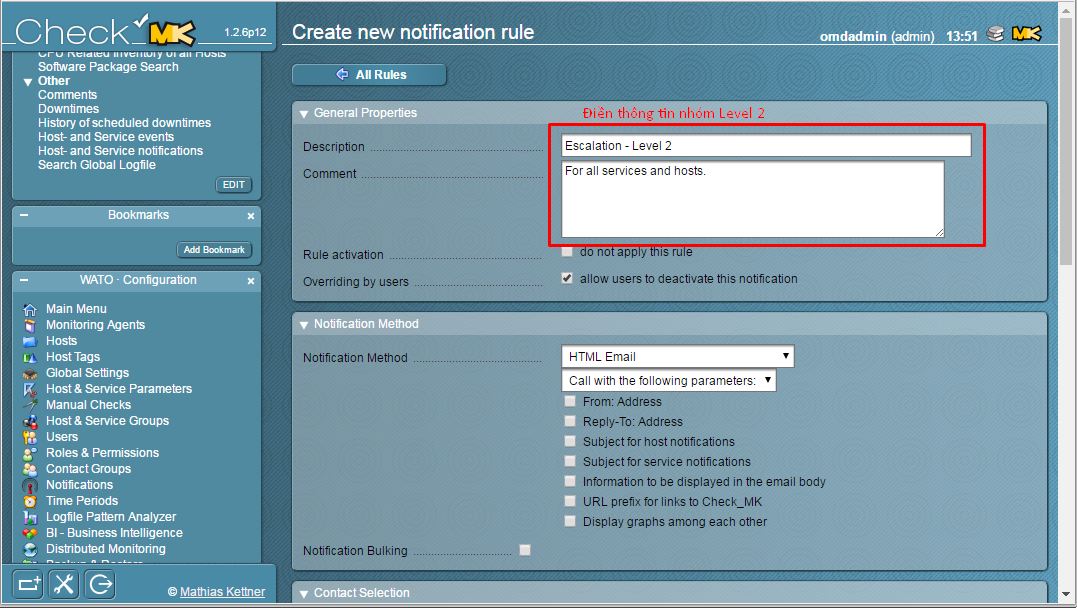 Check MK 1.2.6p12
CPU Related Inventory of all Hosts
Software Package Search
Other
Comments
Downtimes
History of scheduled downtimes
Host- and Service events
Host- and Service notifications
Search Global Logfile
EDIT
Bookmarks
Add Bookmark
WATO · Configuration
Main Menu
Monitoring Agents
Hosts
Host Tags
Global Settings
Host & Service Parameters
Manual Checks
Host & Service Groups
Users
Roles & Permissions
Contact Groups
Notifications
Time Periods
Logfile Pattern Analyzer
BI - Business Intelligence
Distributed Monitoring
© Mathias Kettner
Create new notification rule
omdadmin (admin) 13:51 MK
All Rules
General Properties
Điền thông tin nhóm Level 2
Description
Escalation - Level 2
Comment
For all services and hosts.
Rule activation
do not apply this rule
Overriding by users
allow users to deactivate this notification
Notification Method
Notification Method
HTML Email
Call with the following parameters:
From: Address
Reply-To: Address
Subject for host notifications
Subject for service notifications
Information to be displayed in the email body
URL prefix for links to Check_MK
Display graphs among each other
Notification Bulking
Contact Selection